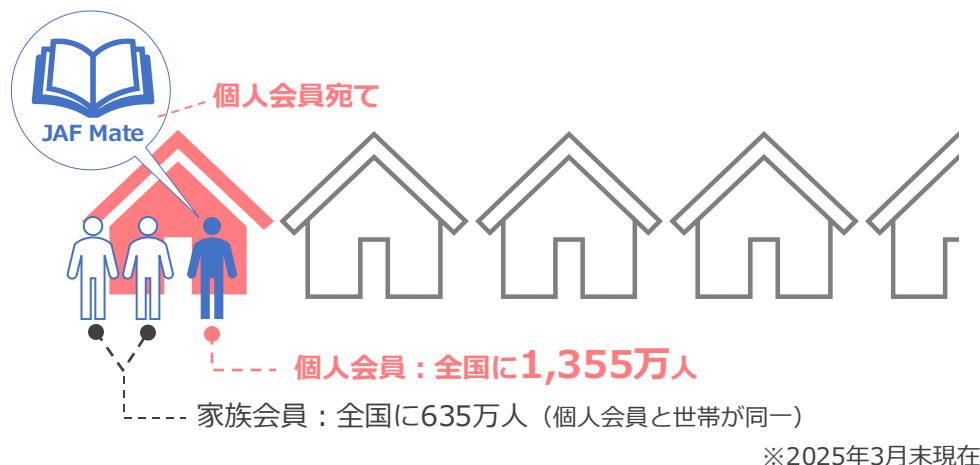 JAF Mate
個人会員宛て
個人会員：全国に1,355万人
家族会員：全国に635万人（個人会員と世帯が同一）
※2025年3月末現在